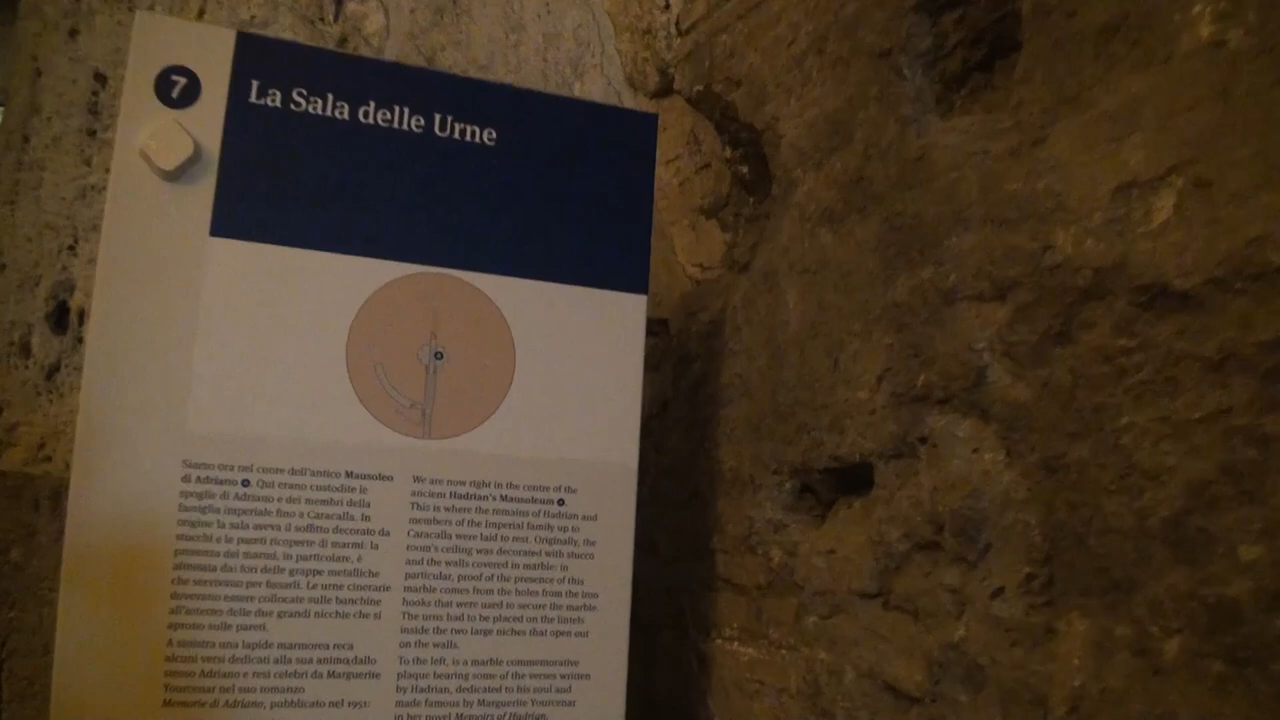 7
La Sala delle Urne
Siamo ora nel cuore dell'antico Mausoleo
di Adriano A. Qui erano custodite le
spoglie di Adriano e dei membri della
famiglia imperiale fino a Caracalla. In
origine la sala aveva il soffitto decorato da
stucchi e le pareti ricoperte di marmi: la
presenza dei marmi, in particolare, è
attestata dai fori delle grappe metalliche
che servivano per fissarli. Le urne cinerarie
dovevano essere collocate sulle banchine
all'interno delle due grandi nicchie che si
aprono sulle pareti.
A sinistra una lapide marmorea reca
alcuni versi dedicati alla sua anima dallo
stesso Adriano e resi celebri da Marguerite
Yourcenar nel suo romanzo
Memorie di Adriano, pubblicato nel 1951:
We are now right in the centre of the
ancient Hadrian's Mausoleum A.
This is where the remains of Hadrian and
members of the Imperial family up to
Caracalla were laid to rest. Originally, the
room's ceiling was decorated with stucco
and the walls covered in marble: in
particular, proof of the presence of this
marble comes from the holes from the iron
hooks that were used to secure the marble.
The urns had to be placed on the lintels
inside the two large niches that open out
on the walls.
To the left, is a marble commemorative
plaque bearing some of the verses written
by Hadrian, dedicated to his soul and
made famous by Marguerite Yourcenar
in her novel Memoirs of Hadrian,